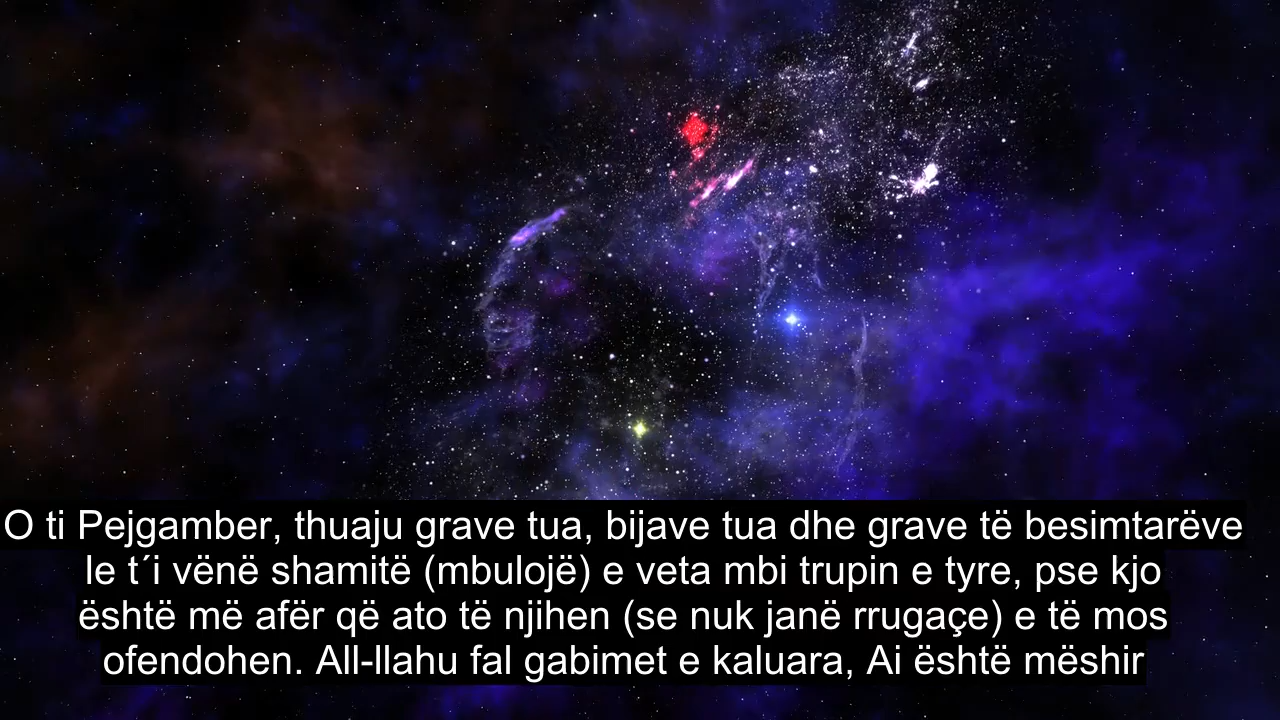 O ti Pejgamber, thuaju grave tua, bijave tua dhe grave të besimtarëve
le t´i vënë shamitë (mbulojë) e veta mbi trupin e tyre, pse kjo
është më afër që ato të njihen (se nuk janë rrugaçe) e të mos
ofendohen. All-llahu fal gabimet e kaluara, Ai është mëshir